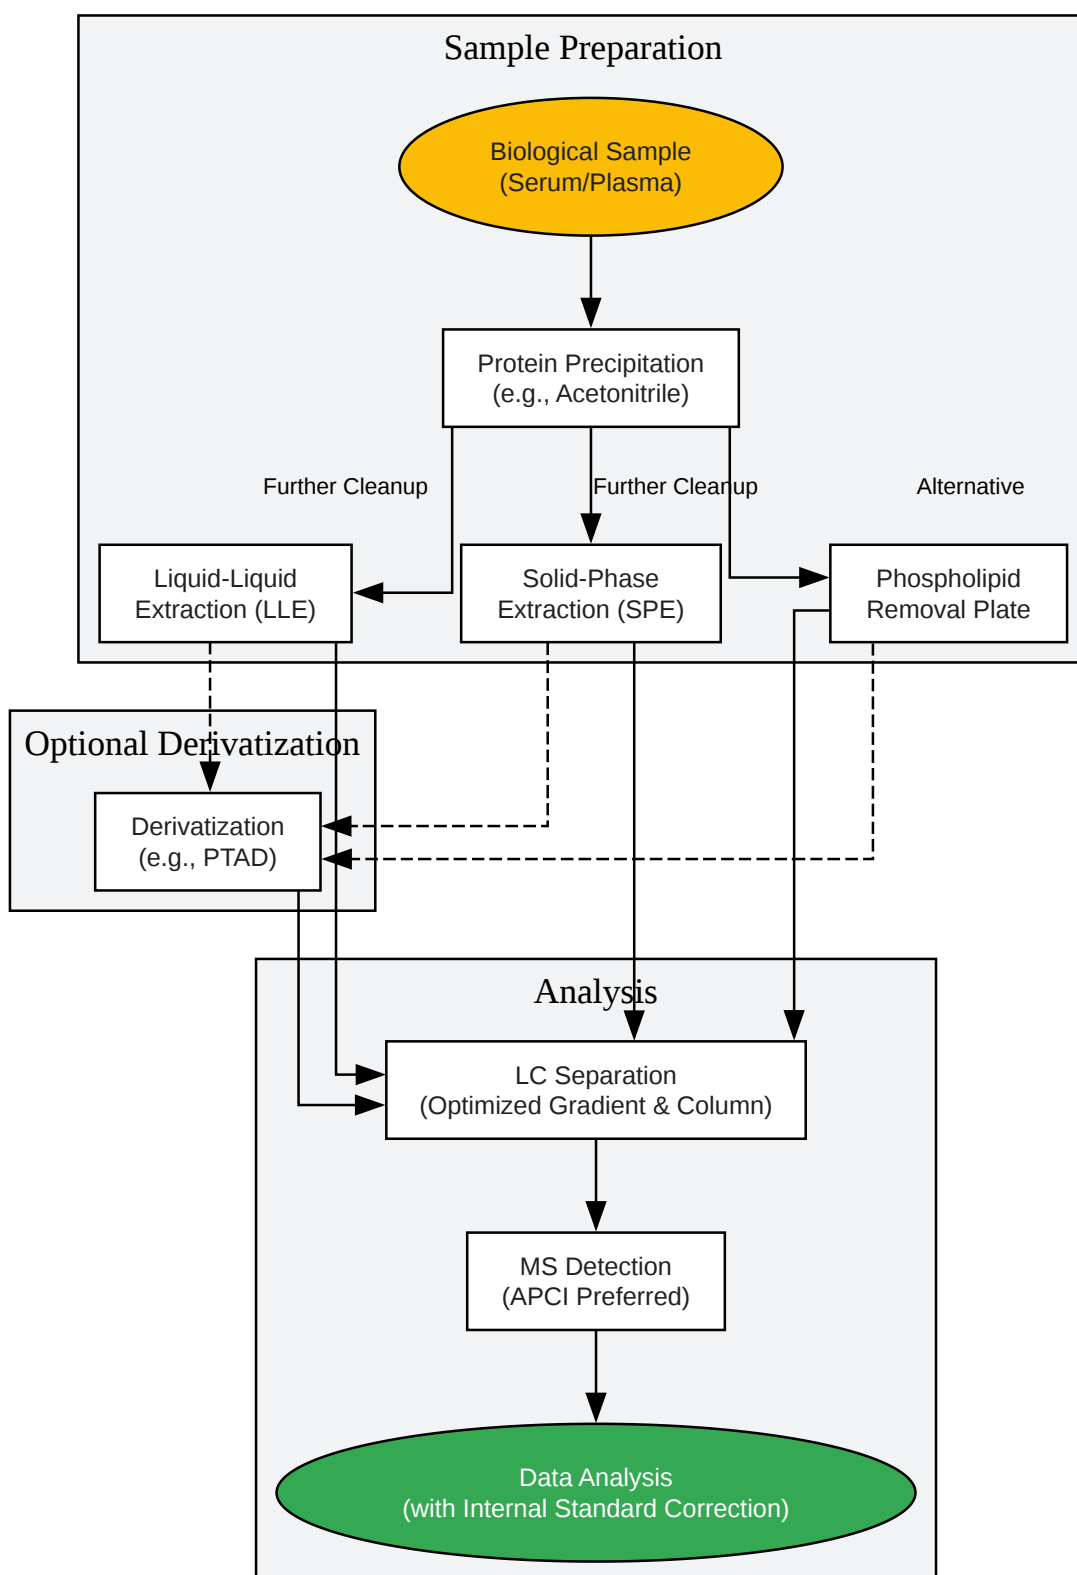 Sample Preparation
Biological Sample
(Serum/Plasma)
Protein Precipitation
(e.g., Acetonitrile)
Further Cleanup
Further Cleanup
Alternative
Liquid-Liquid
Extraction (LLE)
Solid-Phase
Extraction (SPE)
Phospholipid
Removal Plate
Optional Derivatization
Derivatization
(e.g., PTAD)
Analysis
LC Separation
(Optimized Gradient & Column)
MS Detection
(APCI Preferred)
Data Analysis
(with Internal Standard Correction)